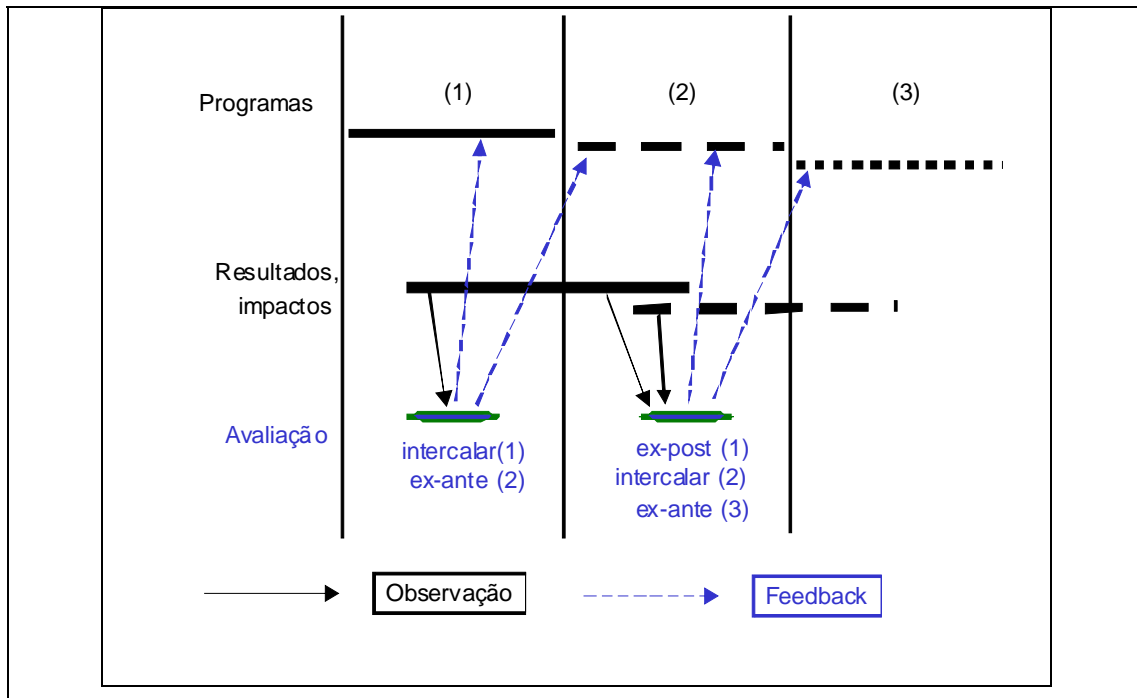 Programas
(1)
(2)
(3)
Resultados,
impactos
Avaliação
intercalar(1)
ex-ante (2)
ex-post (1)
intercalar (2)
ex-ante (3)
Observação
Feedback